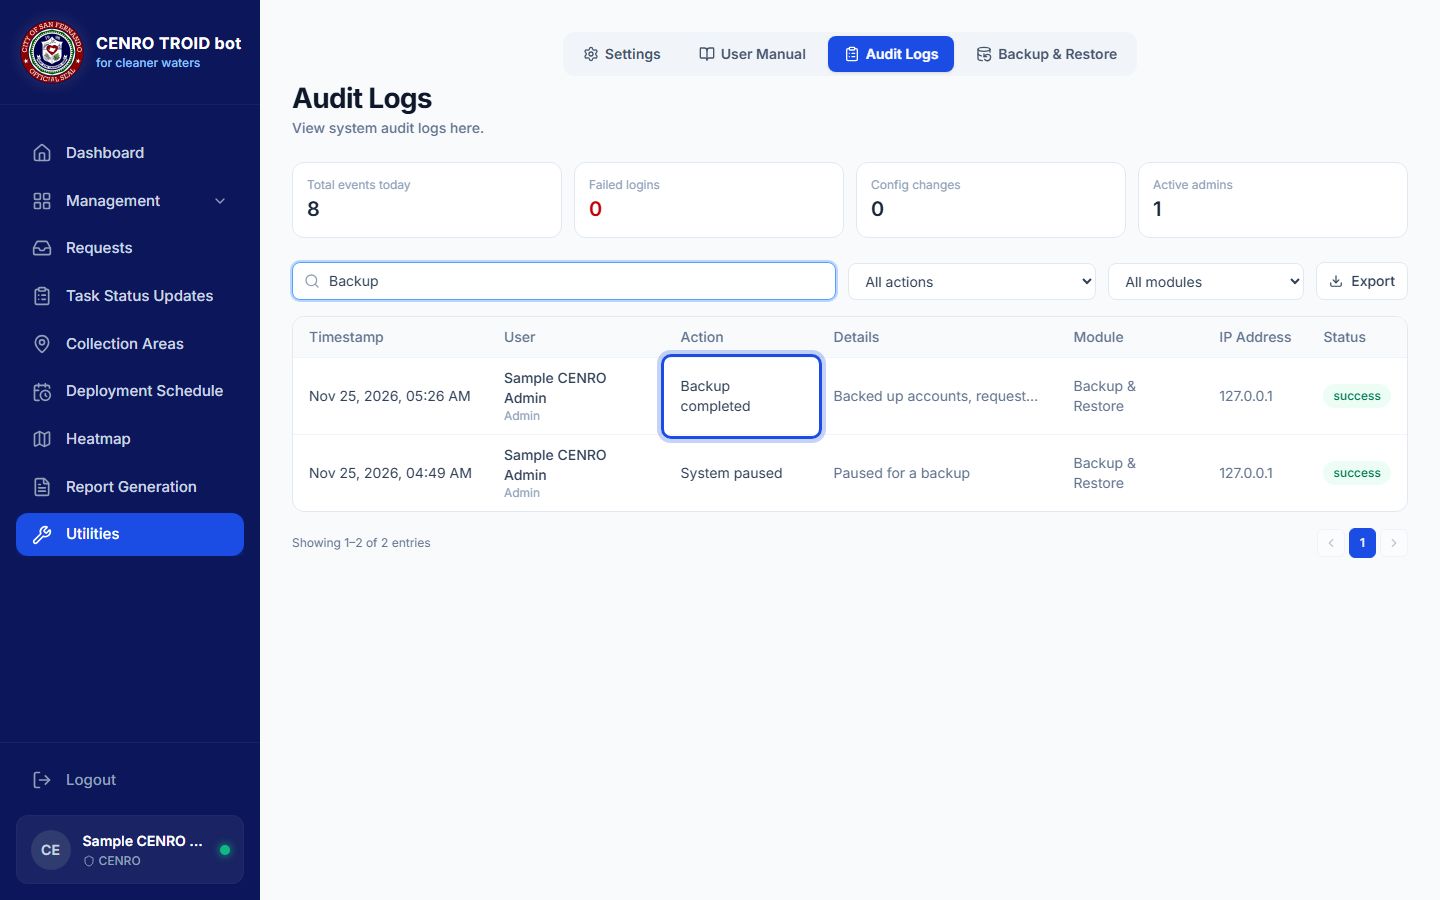 CITY OF SAN FERNANDO
OFFICIAL SEAL
CENRO TROID bot
for cleaner waters
Dashboard
Management
Requests
Task Status Updates
Collection Areas
Deployment Schedule
Heatmap
Report Generation
Utilities
Logout
CE
Sample CENRO ...
CENRO
Settings
User Manual
Audit Logs
Backup & Restore
Audit Logs
View system audit logs here.
Total events today
8
Failed logins
0
Config changes
0
Active admins
1
Backup
All actions
All modules
Export
Timestamp User Action Details Module IP Address Status
Nov 25, 2026, 05:26 AM
Sample CENRO
Admin
Admin
Backup
completed
Backed up accounts, request...
Backup &
Restore
127.0.0.1
success
Nov 25, 2026, 04:49 AM
Sample CENRO
Admin
Admin
System paused
Paused for a backup
Backup &
Restore
127.0.0.1
success
Showing 1–2 of 2 entries
1